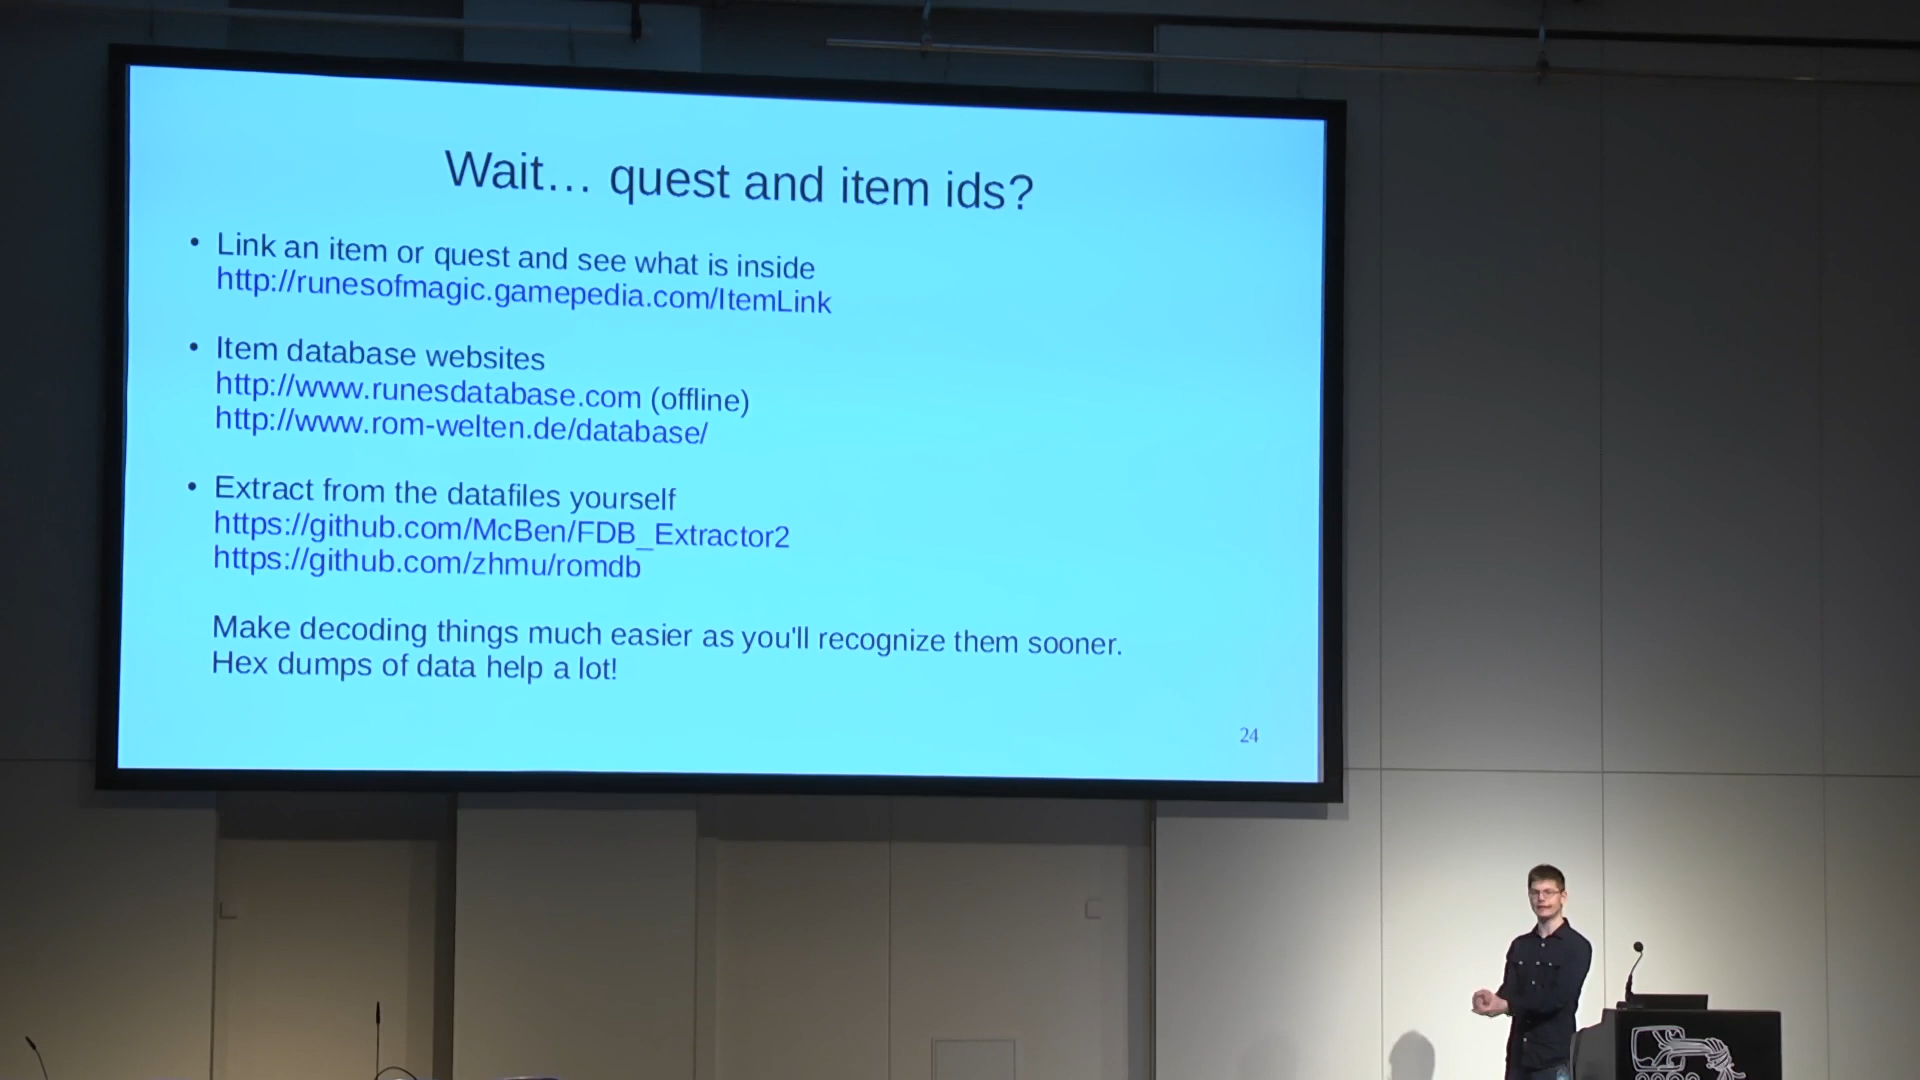 Wait… quest and item ids?
• Link an item or quest and see what is inside
http://runesofmagic.gamepedia.com/ItemLink
• Item database websites
http://www.runesdatabase.com (offline)
http://www.rom-welten.de/database/
• Extract from the datafiles yourself
https://github.com/McBen/FDB_Extractor2
https://github.com/zhmu/romdb
Make decoding things much easier as you'll recognize them sooner.
Hex dumps of data help a lot!
24